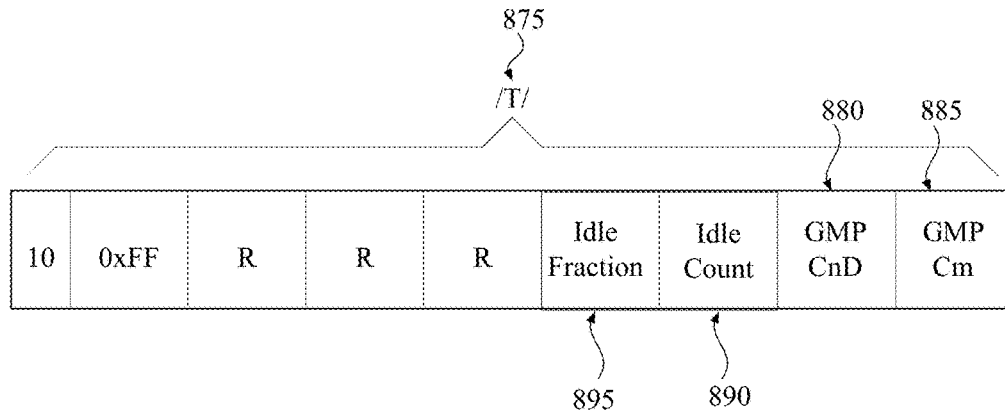 875
/T/
880
885
10
0xFF
R
R
R
Idle
Fraction
Idle
Count
GMP
CnD
GMP
Cm
895
890